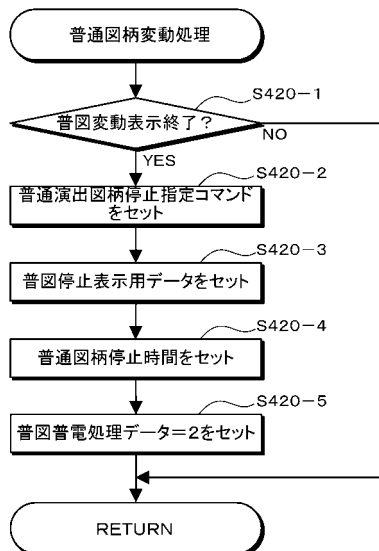 普通図柄変動処理
S420-1
普図変動表示終了?
NO
YES
S420-2
普通演出図柄停止指定コマンド
をセット
S420-3
普図停止表示用データをセット
S420-4
普通図柄停止時間をセット
S420-5
普図普電処理データ=2をセット
RETURN